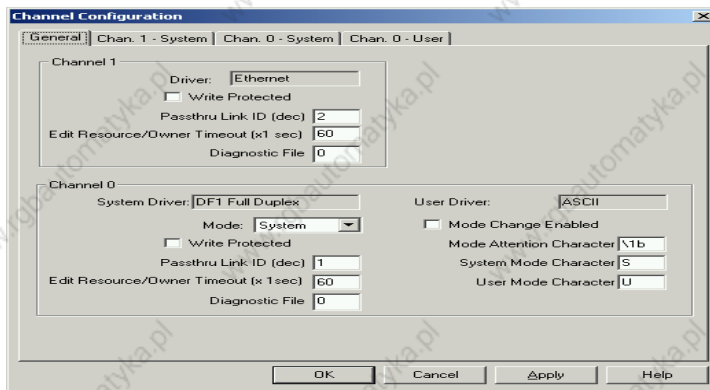 Channel Configuration
General
Chan. 1 - System
Chan. 0 - System
Chan. 0 - User
Channel 1
Driver: Ethernet
Write Protected
Passthru Link ID (dec) 2
Edit Resource/Owner Timeout (x1 sec) 60
Diagnostic File 0
Channel 0
System Driver: DF1 Full Duplex
Mode: System
Write Protected
Passthru Link ID (dec) 1
Edit Resource/Owner Timeout (x 1sec) 60
Diagnostic File 0
User Driver: ASCII
Mode Change Enabled
Mode Attention Character \1b
System Mode Character S
User Mode Character U
OK
Cancel
Apply
Help
www.rgbautomatyka.pl